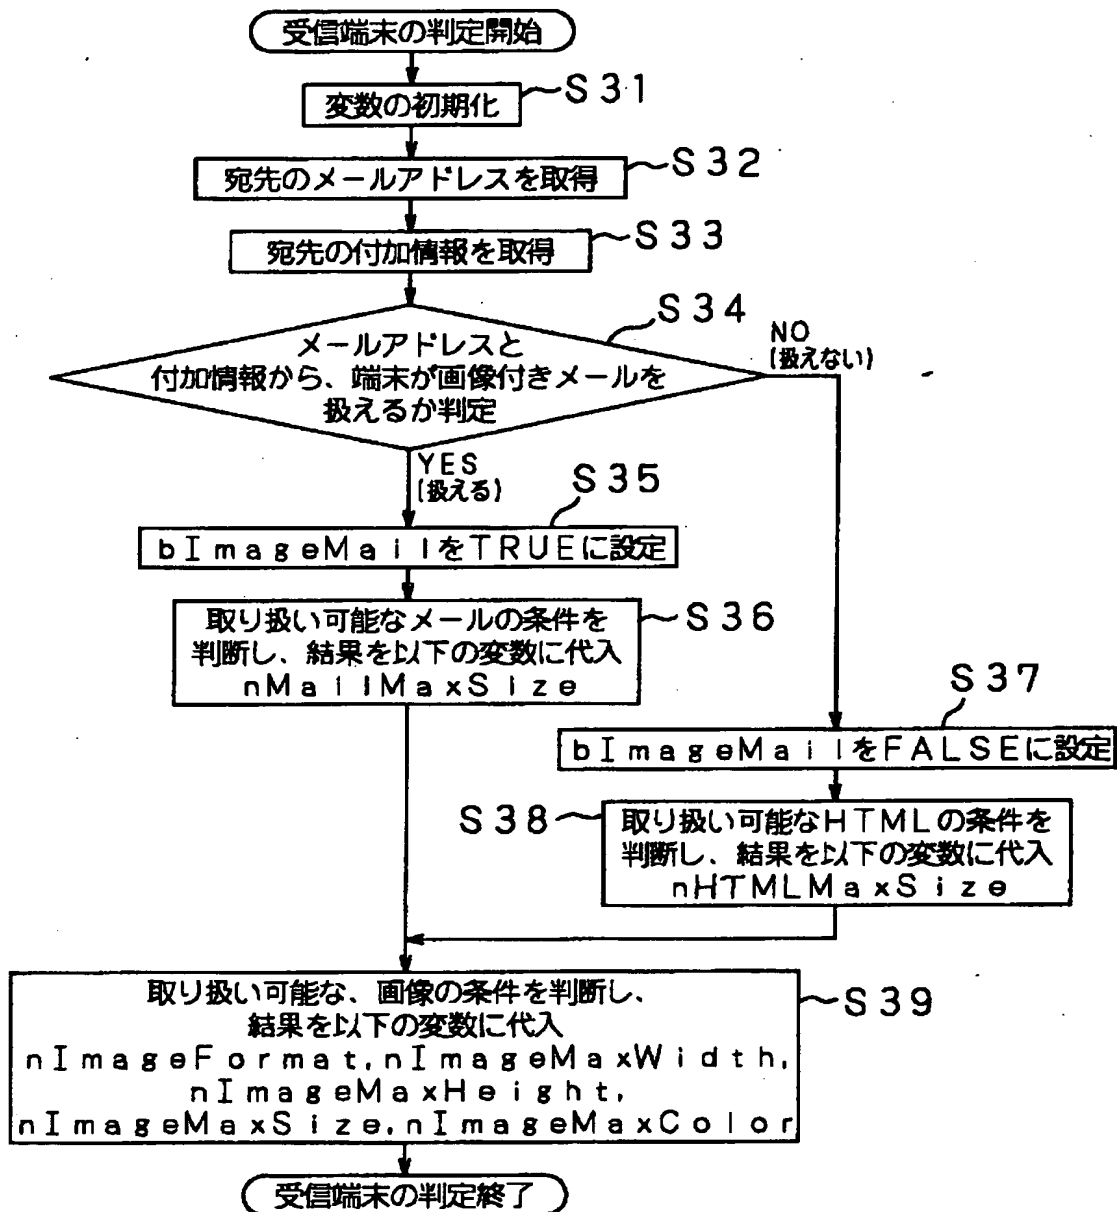 受信端末の判定開始
変数の初期化
S31
宛先のメールアドレスを取得
S32
宛先の付加情報を取得
S33
メールアドレスと
付加情報から、端末が画像付きメールを
扱えるか判定
S34
NO
(扱えない)
YES
(扱える)
S35
bImageMailをTRUEに設定
取り扱い可能なメールの条件を
判断し、結果を以下の変数に代入
nMailMaxSize
S36
S37
bImageMailをFALSEに設定
S38
取り扱い可能なHTMLの条件を
判断し、結果を以下の変数に代入
nHTMLMaxSize
取り扱い可能な、画像の条件を判断し、
結果を以下の変数に代入
nImageFormat,nImageMaxWidth,
nImageMaxHeight,
nImageMaxSize,nImageMaxColor
S39
受信端末の判定終了